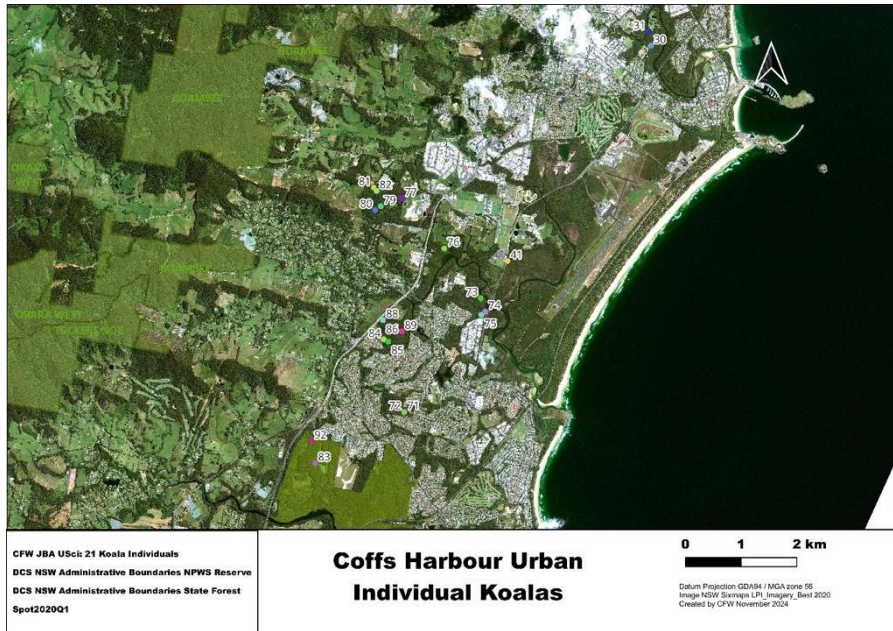 31
30
BORMBEE
81
82
77
79
80
76
41
73
74
75
88
86
89
84
85
72
71
92
83
CFW JBA USci: 21 Koala Individuals
DCS NSW Administrative Boundaries NPWS Reserve
DCS NSW Administrative Boundaries State Forest
Spot2020Q1
Coffs Harbour Urban
Individual Koalas
0 1 2 km
Datum Projection GDA94 / MGA zone 56
Image NSW Sixmaps LPI_Imagery_Best 2020
Created by CFW November 2024